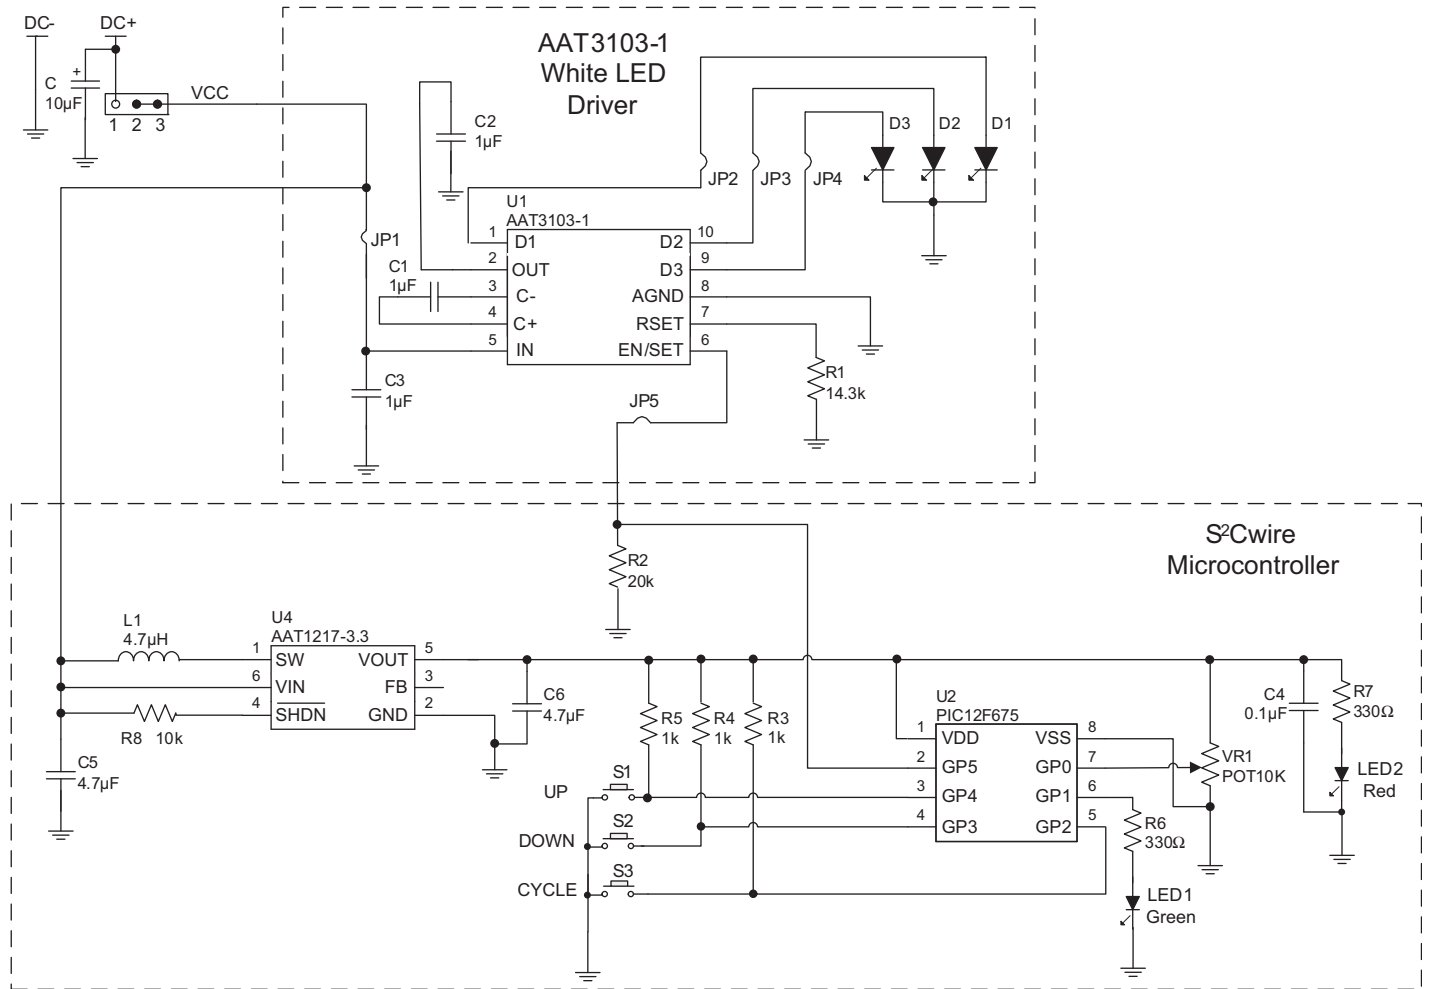 DC-
DC+
+
C
10µF
1 2 3
VCC
AAT3103-1
White LED
Driver
C2
1µF
D3
D2
D1
JP2
JP3
JP4
U1
AAT3103-1
JP1
C1
1µF
1
D1
2
OUT
3
C-
4
C+
5
IN
D2
10
D3
9
AGND
8
RSET
7
EN/SET
6
C3
1µF
R1
14.3k
JP5
S²Cwire
Microcontroller
R2
20k
L1
4.7µH
U4
AAT1217-3.3
1
SW
6
VIN
4
SHDN
VOUT
5
FB
3
GND
2
R8 10k
C5
4.7µF
C6
4.7µF
R5
1k
R4
1k
R3
1k
U2
PIC12F675
1
VDD
2
GP5
3
GP4
4
GP3
VSS
8
GP0
7
GP1
6
GP2
5
C4
0.1µF
R7
330Ω
VR1
POT10K
LED2
Red
UP
S1
DOWN
S2
CYCLE
S3
R6
330Ω
LED1
Green